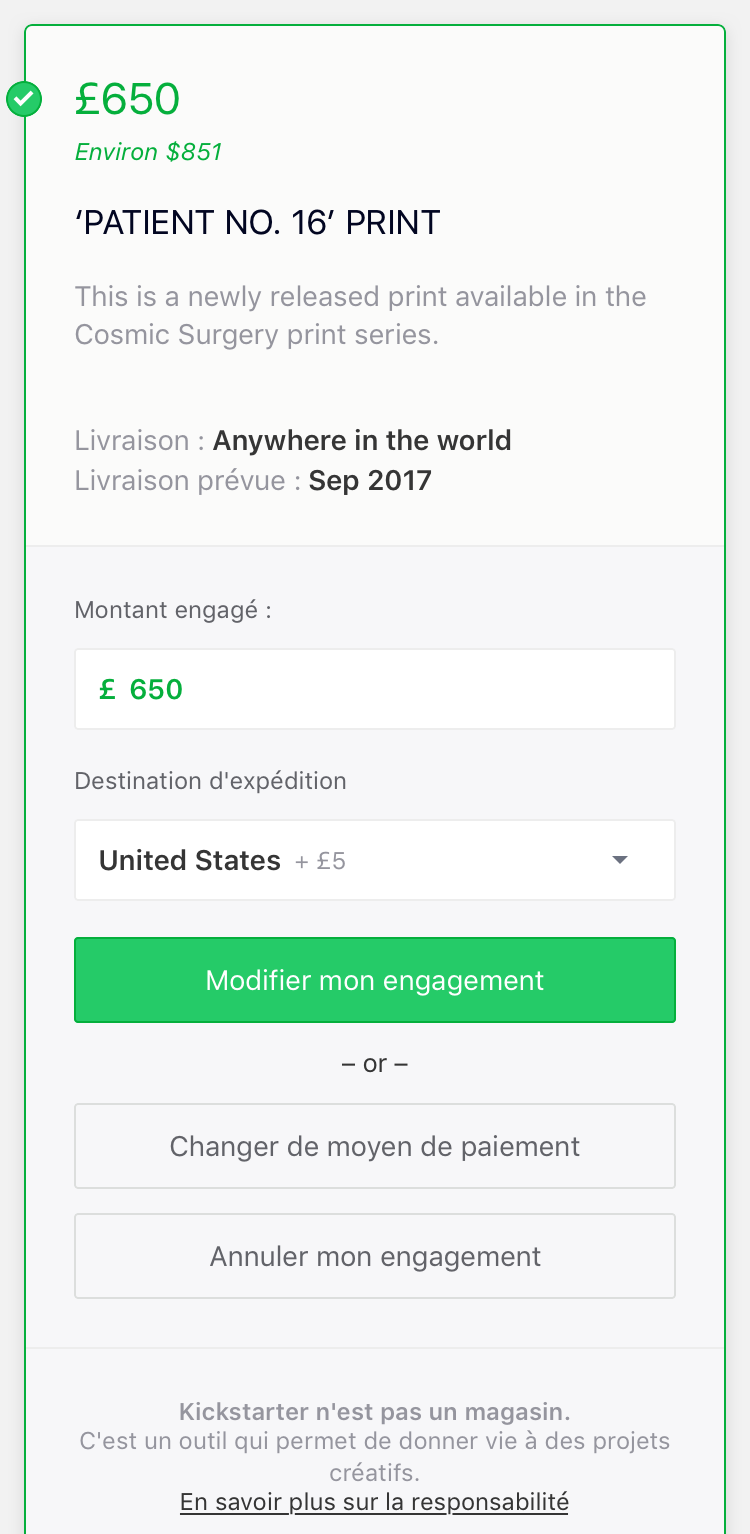 £650
Environ $851
‘PATIENT NO. 16’ PRINT
This is a newly released print available in the
Cosmic Surgery print series.
Livraison : Anywhere in the world
Livraison prévue : Sep 2017
Montant engagé :
£ 650
Destination d'expédition
United States + £5
Modifier mon engagement
– or –
Changer de moyen de paiement
Annuler mon engagement
Kickstarter n'est pas un magasin.
C'est un outil qui permet de donner vie à des projets
créatifs.
En savoir plus sur la responsabilité